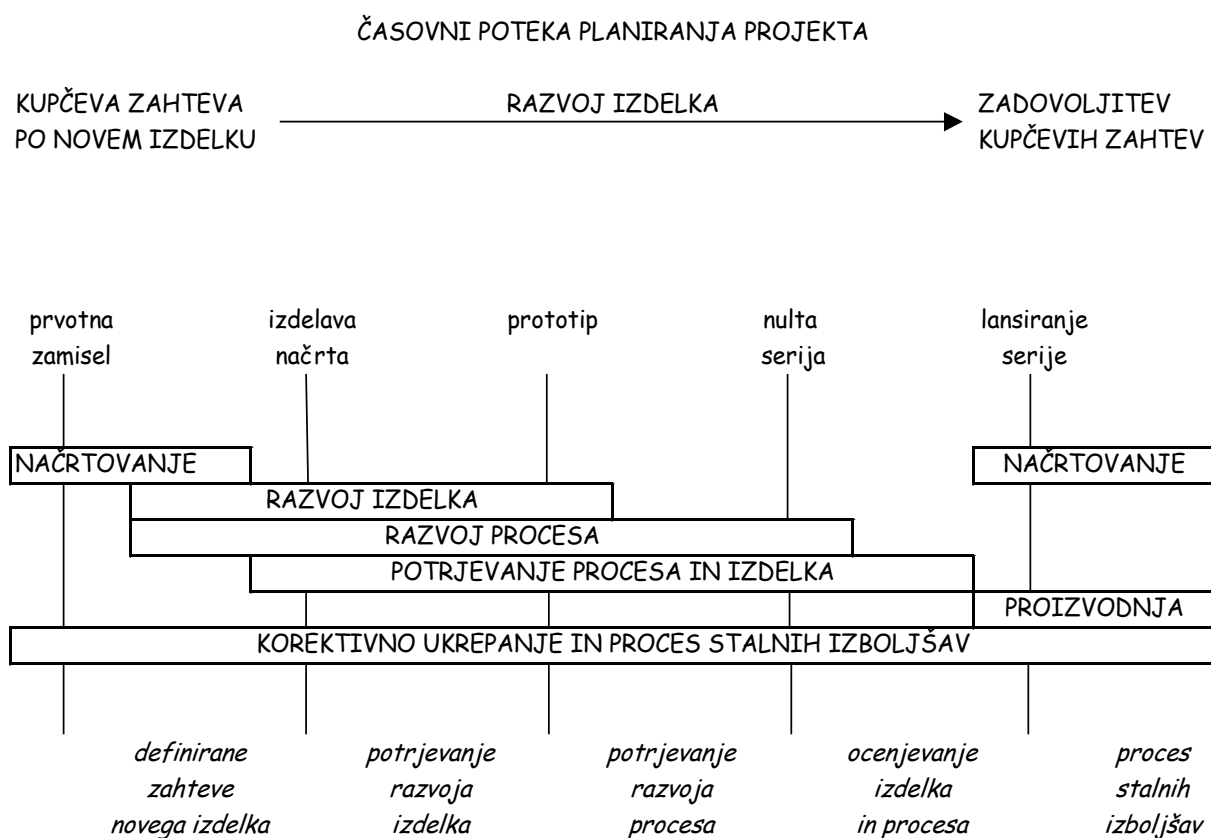 ČASOVNI POTEKA PLANIRANJA PROJEKTA
KUPČEVA ZAHTEVA
PO NOVEM IZDELKU
RAZVOJ IZDELKA
ZADOVOLJITEV
KUPČEVIH ZAHTEV
prvotna
zamisel
izdelava
načrta
prototip
nulta
serija
lansiranje
serije
NAČRTOVANJE
NAČRTOVANJE
RAZVOJ IZDELKA
RAZVOJ PROCESA
POTRJEVANJE PROCESA IN IZDELKA
PROIZVODNJA
KOREKTIVNO UKREPANJE IN PROCES STALNIH IZBOLJŠAV
definirane
zahteve
novega izdelka
potrjevanje
razvoja
izdelka
potrjevanje
razvoja
procesa
ocenjevanje
izdelka
in procesa
proces
stalnih
izboljšav